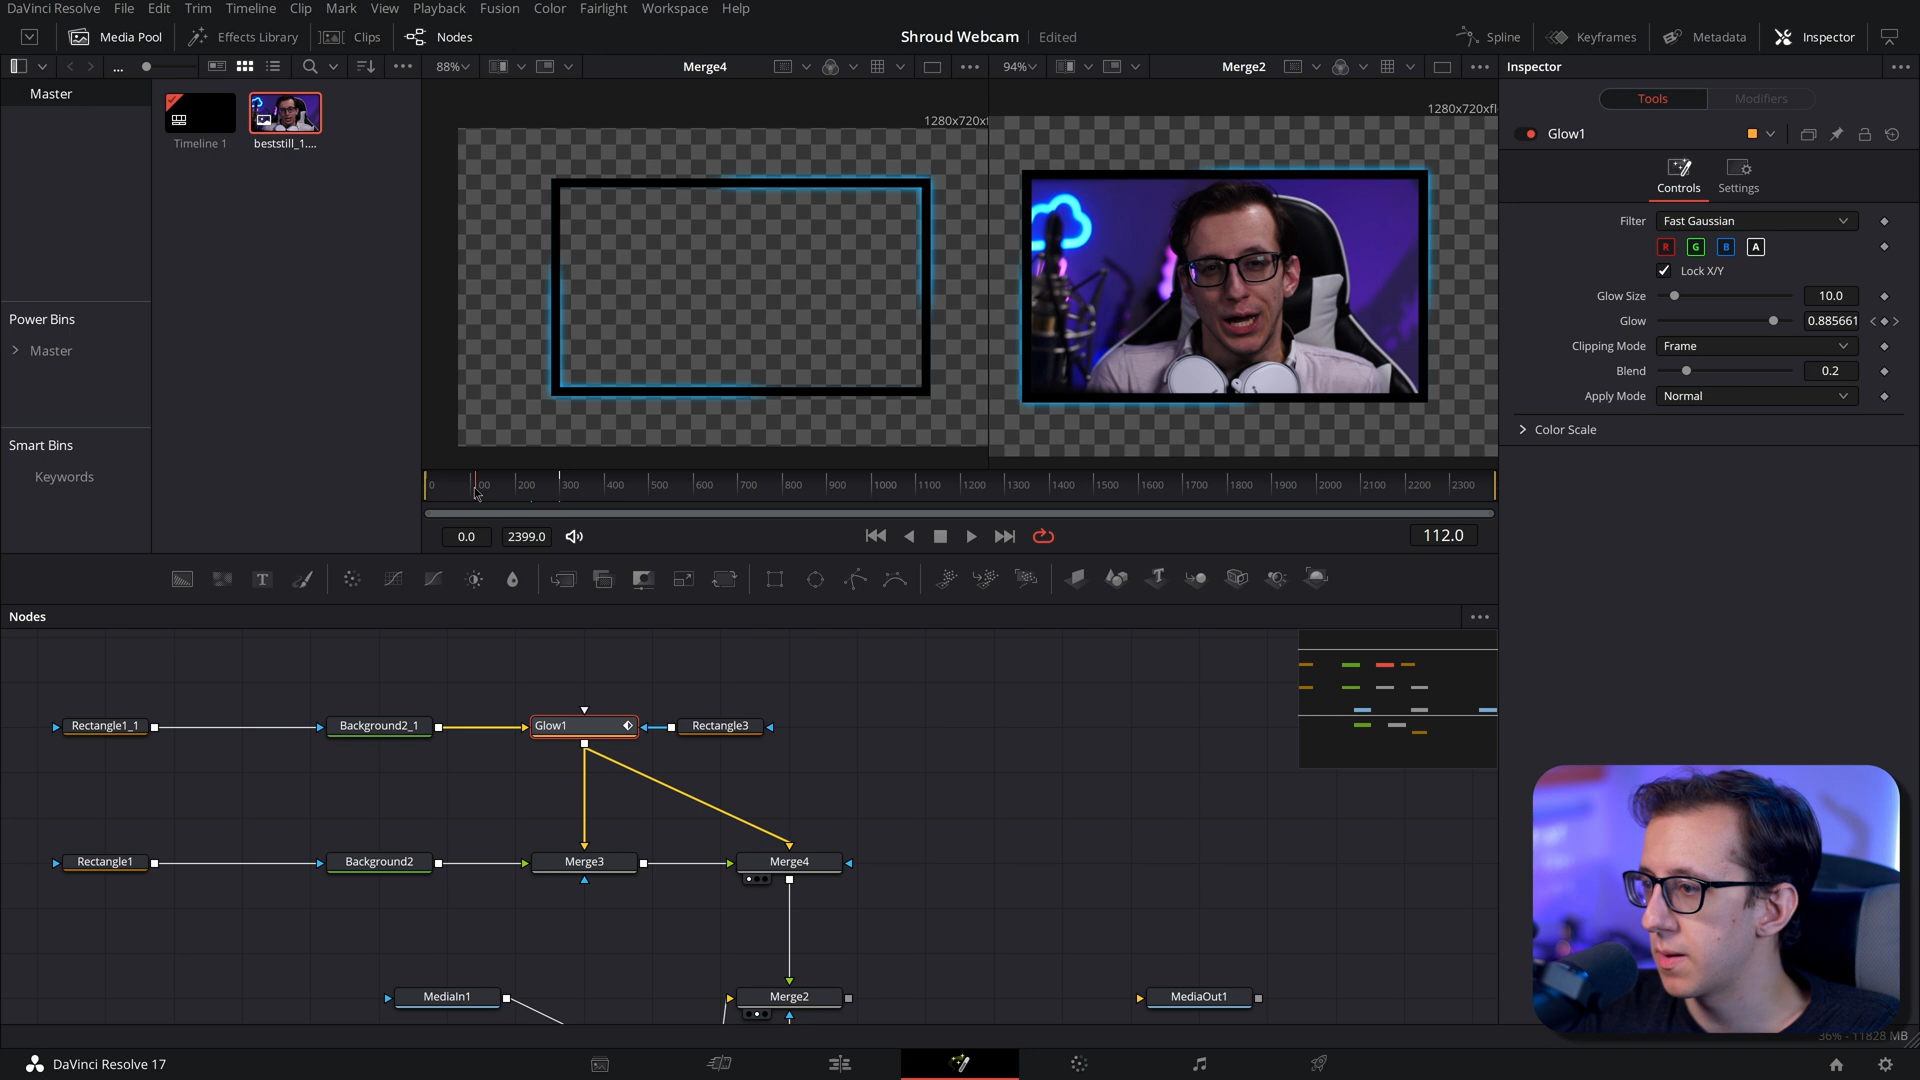 DaVinci Resolve File Edit Trim Timeline Clip Mark View Playback Fusion Color Fairlight Workspace Help
Media Pool Effects Library Clips Nodes
Shroud Webcam Edited
Spline Keyframes Metadata Inspector
...
88% Merge4
94% Merge2
Inspector
Master
Timeline 1
beststill_1....
Power Bins
Master
Smart Bins
Keywords
1280x720xf
1280x720xfl
Tools Modifiers
Glow1
Controls Settings
Filter Fast Gaussian
R G B A
Lock X/Y
Glow Size 10.0
Glow 0.885661
Clipping Mode Frame
Blend 0.2
Apply Mode Normal
Color Scale
0 00 200 300 400 500 600 700 800 900 1000 1100 1200 1300 1400 1500 1600 1700 1800 1900 2000 2100 2200 2300
0.0 2399.0 112.0
T
Nodes
Rectangle1_1 Background2_1 Glow1 Rectangle3
Rectangle1 Background2 Merge3 Merge4
MediaIn1 Merge2 MediaOut1
36% - 11828 MB
DaVinci Resolve 17